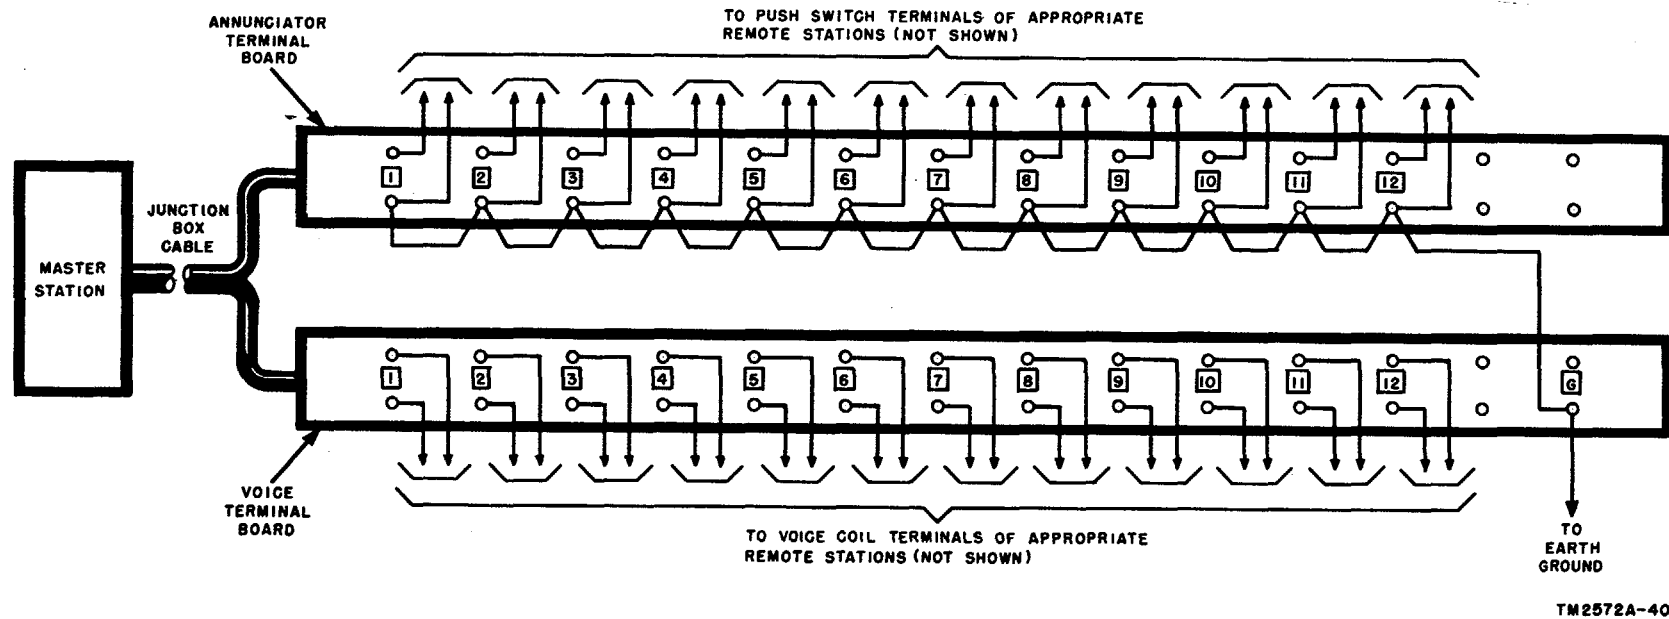 ANNUNCIATOR
TERMINAL
BOARD
TO PUSH SWITCH TERMINALS OF APPROPRIATE
REMOTE STATIONS (NOT SHOWN)
1 2 3 4 5 6 7 8 9 10 11 12
JUNCTION
BOX
CABLE
MASTER
STATION
1 2 3 4 5 6 7 8 9 10 11 12 G
VOICE
TERMINAL
BOARD
TO VOICE COIL TERMINALS OF APPROPRIATE
REMOTE STATIONS (NOT SHOWN)
TO
EARTH
GROUND
TM2572A-40